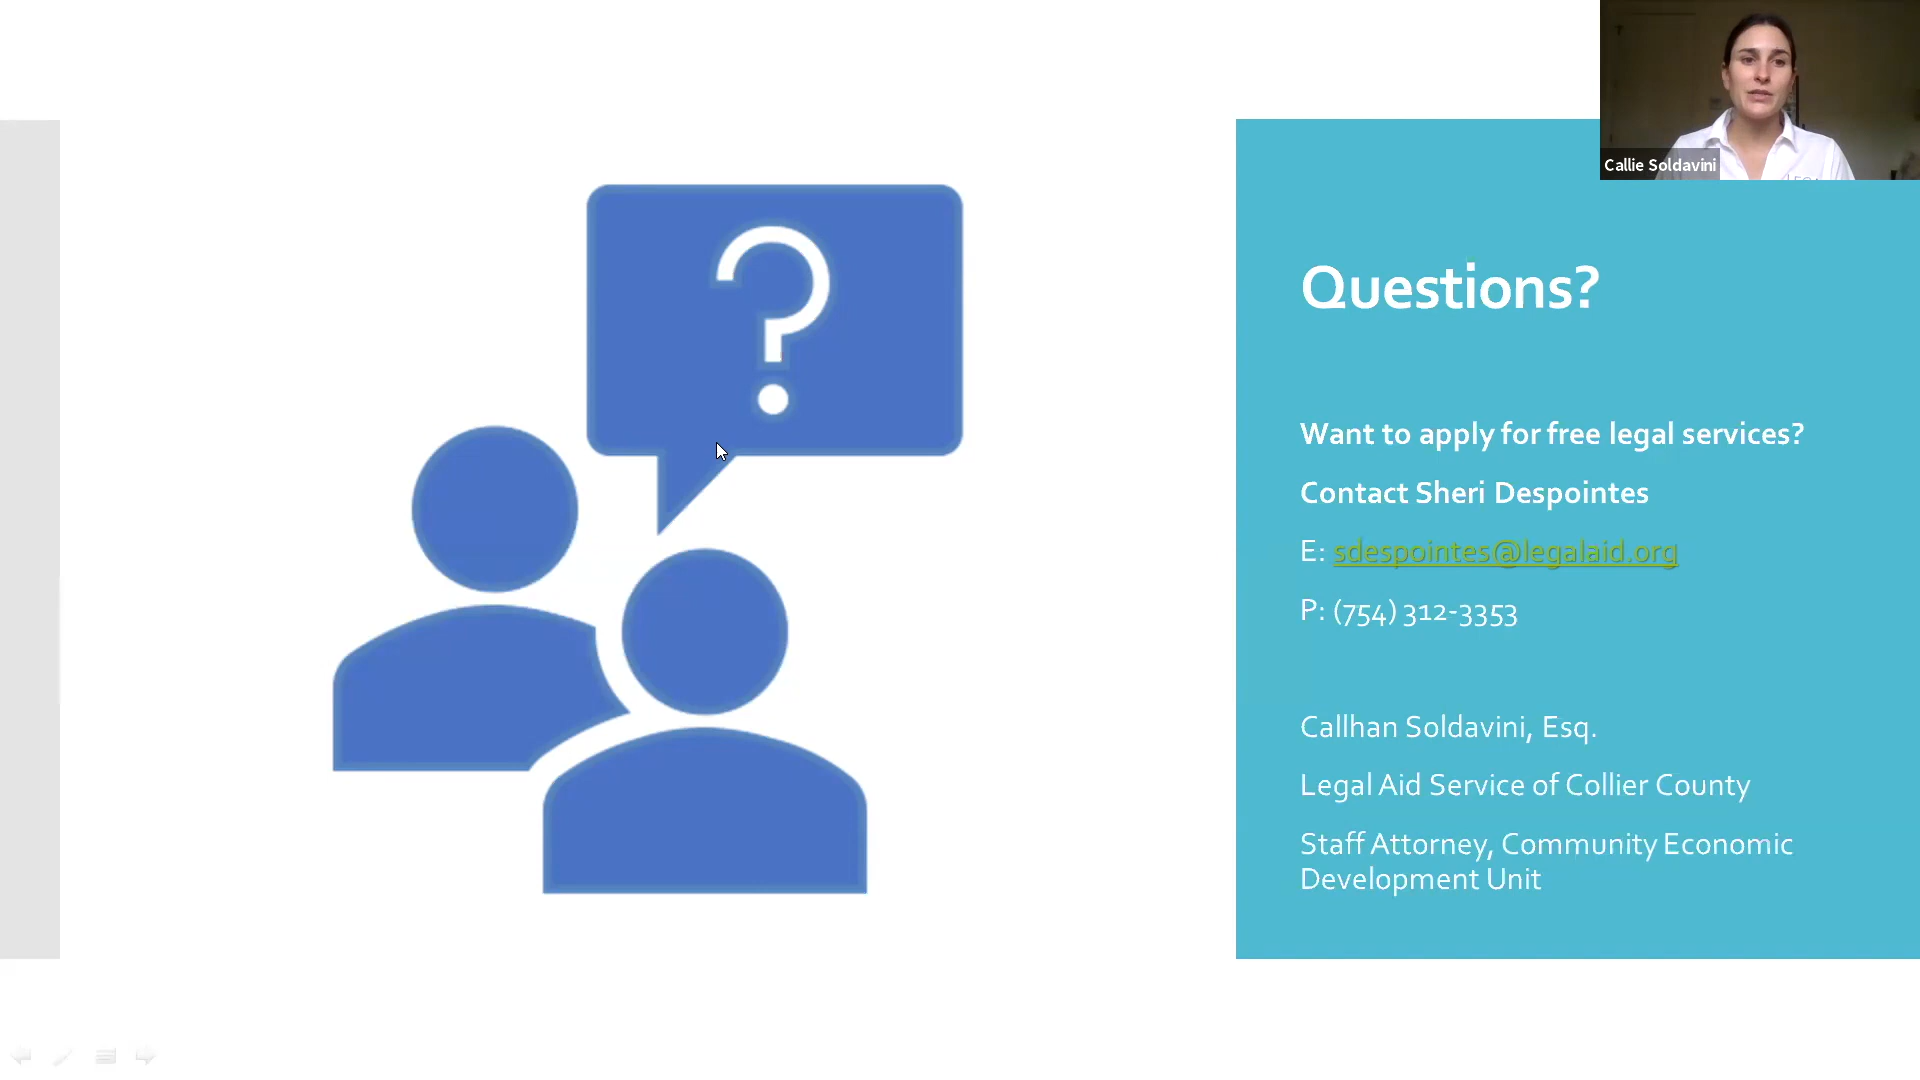 Callie Soldavini
?
Questions?
Want to apply for free legal services?
Contact Sheri Despointes
E: sdespointes@legalaid.org
P: (754) 312-3353
Callhan Soldavini, Esq.
Legal Aid Service of Collier County
Staff Attorney, Community Economic
Development Unit